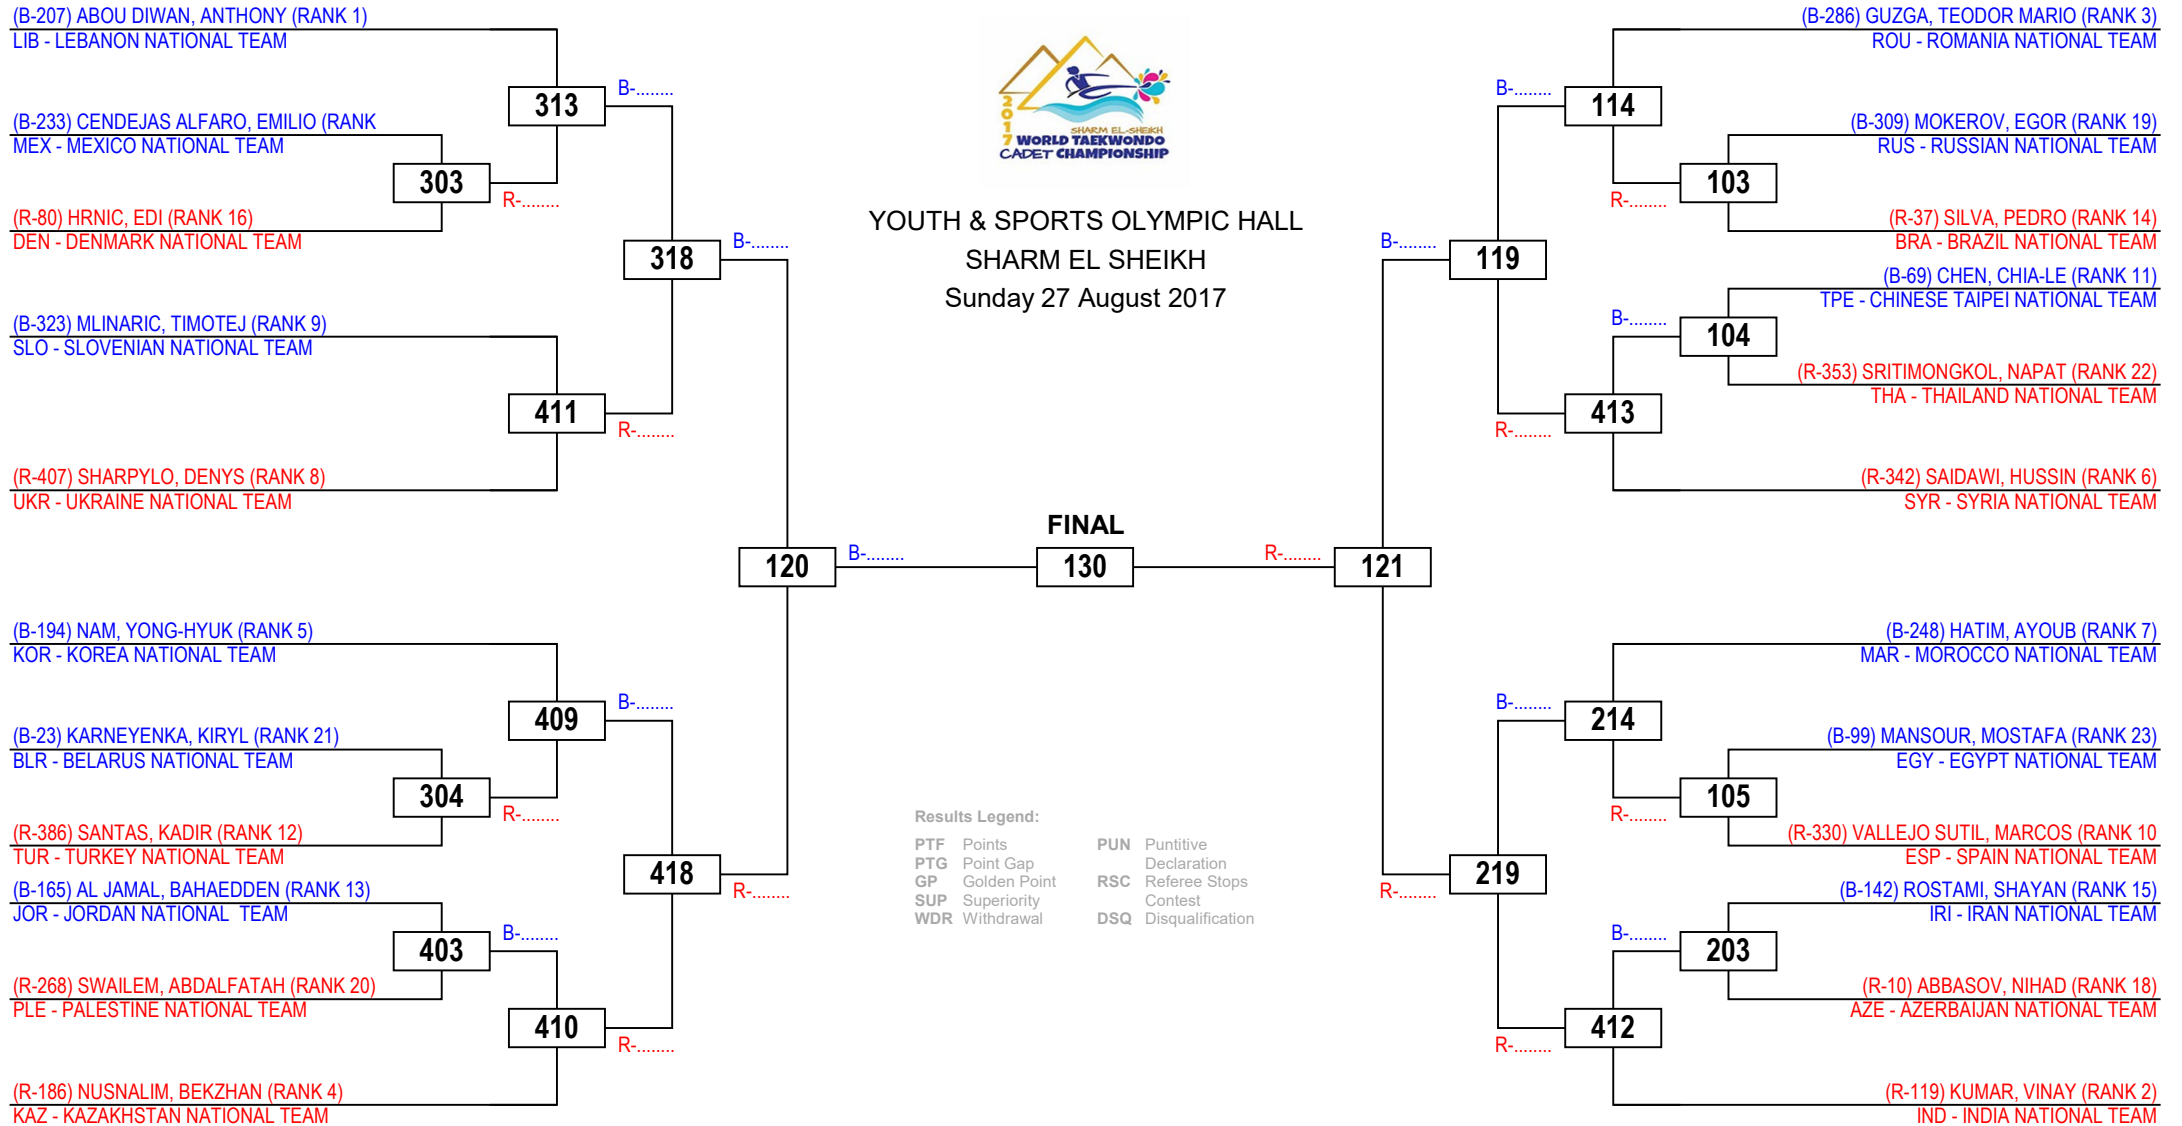 (B-207) ABOU DIWAN, ANTHONY (RANK 1)
LIB - LEBANON NATIONAL TEAM
(B-233) CENDEJAS ALFARO, EMILIO (RANK
MEX - MEXICO NATIONAL TEAM
303
(R-80) HRNIC, EDI (RANK 16)
DEN - DENMARK NATIONAL TEAM
313
B-........
R-........
(B-323) MLINARIC, TIMOTEJ (RANK 9)
SLO - SLOVENIAN NATIONAL TEAM
411
R-........
(R-407) SHARPYLO, DENYS (RANK 8)
UKR - UKRAINE NATIONAL TEAM
318
B-........
(B-194) NAM, YONG-HYUK (RANK 5)
KOR - KOREA NATIONAL TEAM
409
B-........
(B-23) KARNEYENKA, KIRYL (RANK 21)
BLR - BELARUS NATIONAL TEAM
304
R-........
(R-386) SANTAS, KADIR (RANK 12)
TUR - TURKEY NATIONAL TEAM
418
R-........
(B-165) AL JAMAL, BAHAEDDEN (RANK 13)
JOR - JORDAN NATIONAL  TEAM
403
B-........
(R-268) SWAILEM, ABDALFATAH (RANK 20)
PLE - PALESTINE NATIONAL TEAM
410
R-........
(R-186) NUSNALIM, BEKZHAN (RANK 4)
KAZ - KAZAKHSTAN NATIONAL TEAM
120
B-........
2017
SHARM EL-SHEIKH
WORLD TAEKWONDO
CADET CHAMPIONSHIP
YOUTH & SPORTS OLYMPIC HALL
SHARM EL SHEIKH
Sunday 27 August 2017
FINAL
130
R-........
121
Results Legend:
PTF Points
PTG Point Gap
GP Golden Point
SUP Superiority
WDR Withdrawal
PUN Puntitive
Declaration
RSC Referee Stops
Contest
DSQ Disqualification
(B-286) GUZGA, TEODOR MARIO (RANK 3)
ROU - ROMANIA NATIONAL TEAM
B-........
114
(B-309) MOKEROV, EGOR (RANK 19)
RUS - RUSSIAN NATIONAL TEAM
103
R-........
(R-37) SILVA, PEDRO (RANK 14)
BRA - BRAZIL NATIONAL TEAM
B-........
119
(B-69) CHEN, CHIA-LE (RANK 11)
TPE - CHINESE TAIPEI NATIONAL TEAM
B-........
104
(R-353) SRITIMONGKOL, NAPAT (RANK 22)
THA - THAILAND NATIONAL TEAM
413
R-........
(R-342) SAIDAWI, HUSSIN (RANK 6)
SYR - SYRIA NATIONAL TEAM
(B-248) HATIM, AYOUB (RANK 7)
MAR - MOROCCO NATIONAL TEAM
B-........
214
(B-99) MANSOUR, MOSTAFA (RANK 23)
EGY - EGYPT NATIONAL TEAM
105
R-........
(R-330) VALLEJO SUTIL, MARCOS (RANK 10
ESP - SPAIN NATIONAL TEAM
219
R-........
(B-142) ROSTAMI, SHAYAN (RANK 15)
IRI - IRAN NATIONAL TEAM
B-........
203
(R-10) ABBASOV, NIHAD (RANK 18)
AZE - AZERBAIJAN NATIONAL TEAM
412
R-........
(R-119) KUMAR, VINAY (RANK 2)
IND - INDIA NATIONAL TEAM